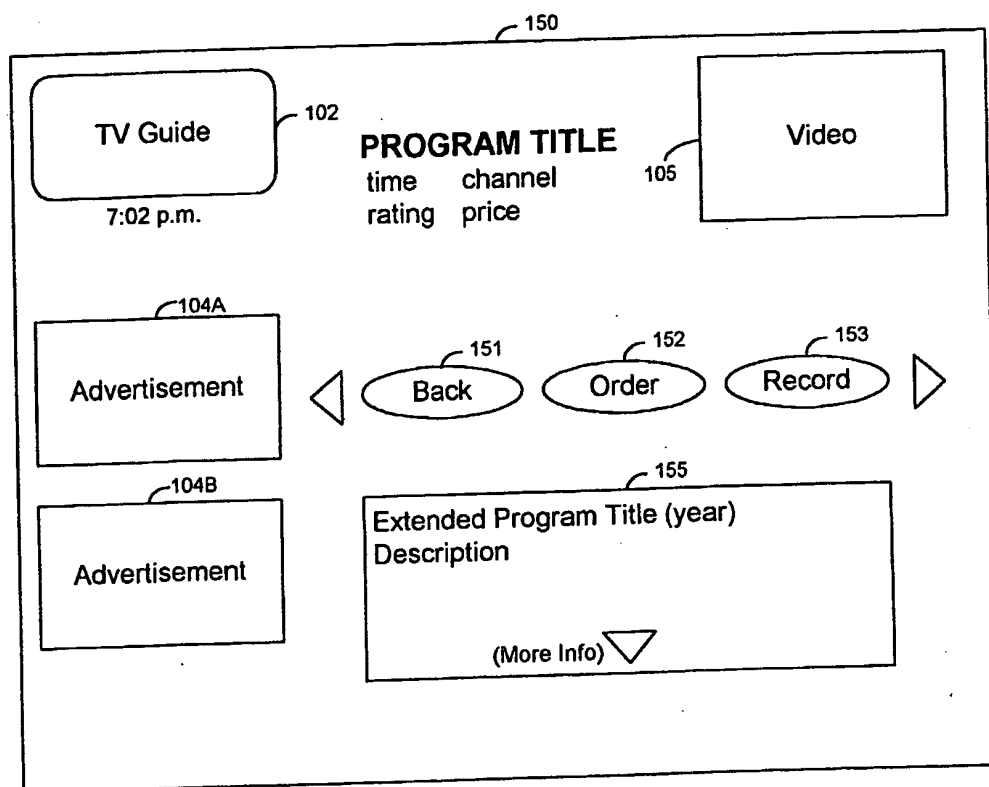 150
TV Guide
102
PROGRAM TITLE
time channel
rating price
105
Video
7:02 p.m.
104A
Advertisement
151
Back
152
Order
153
Record
104B
Advertisement
155
Extended Program Title (year)
Description
(More Info)